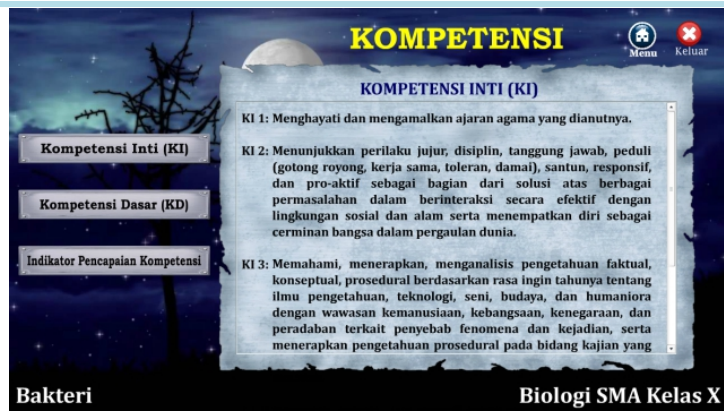 KOMPETENSI
Menu
Keluar
KOMPETENSI INTI (KI)
Kompetensi Inti (KI)
Kompetensi Dasar (KD)
Indikator Pencapaian Kompetensi
KI 1: Menghayati dan mengamalkan ajaran agama yang dianutnya.
KI 2: Menunjukkan perilaku jujur, disiplin, tanggung jawab, peduli
(gotong royong, kerja sama, toleran, damai), santun, responsif,
dan pro-aktif sebagai bagian dari solusi atas berbagai
permasalahan dalam berinteraksi secara efektif dengan
lingkungan sosial dan alam serta menempatkan diri sebagai
cerminan bangsa dalam pergaulan dunia.
KI 3: Memahami, menerapkan, menganalisis pengetahuan faktual,
konseptual, prosedural berdasarkan rasa ingin tahunya tentang
ilmu pengetahuan, teknologi, seni, budaya, dan humaniora
dengan wawasan kemanusiaan, kebangsaan, kenegaraan, dan
peradaban terkait penyebab fenomena dan kejadian, serta
menerapkan pengetahuan prosedural pada bidang kajian yang
Bakteri
Biologi SMA Kelas X